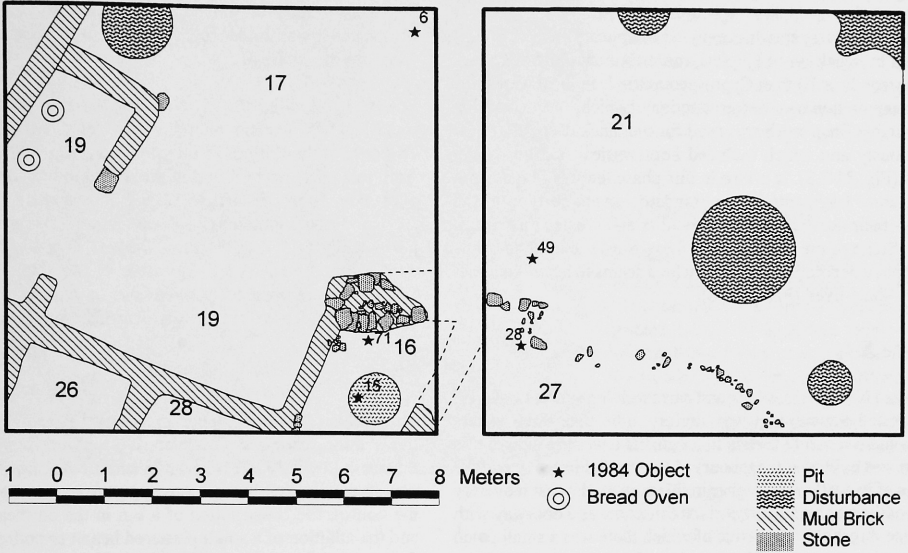 6
17
21
19
49
19
71
16
28
15
26
28
27
1 0 1 2 3 4 5 6 7 8 Meters
★ 1984 Object
Bread Oven
Pit
Disturbance
Mud Brick
Stone